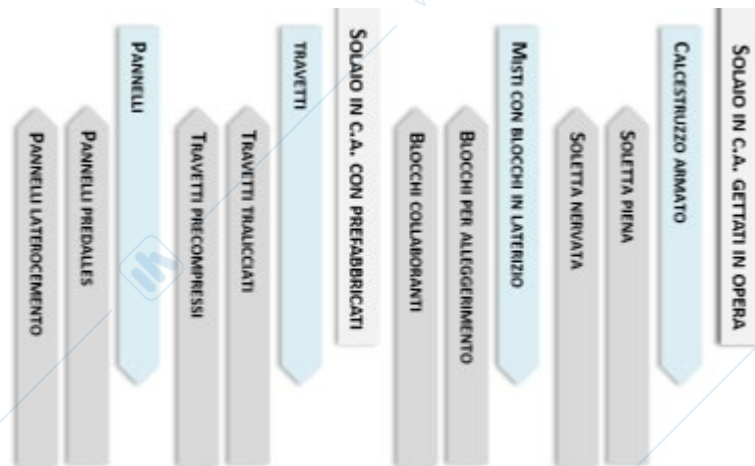 SOLAIO IN C.A. GETTATI IN OPERA
CALCESTRUZZO ARMATO
SOLETTA PIENA
SOLETTA NERVATA
MISTI CON BLOCCHI IN LATERIZIO
BLOCCHI PER ALLEGGERIMENTO
BLOCCHI COLLABORANTI
SOLAIO IN C.A. CON PREFABBRICATI
TRAVETTI
TRAVETTI TRALICCIATI
TRAVETTI PRECOMPRESSI
PANNELLI
PANNELLI PREDALLES
PANNELLI LATEROCEMENTO